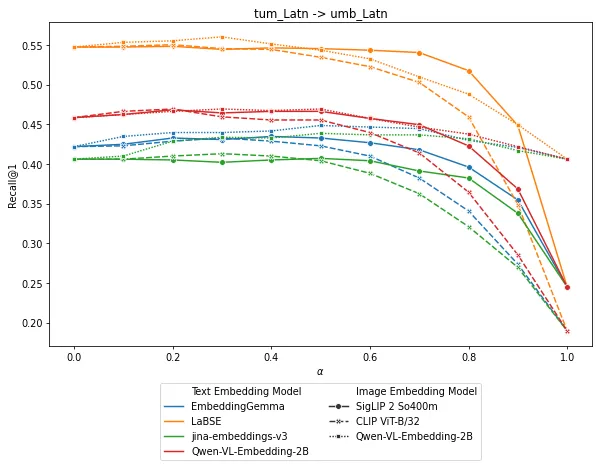 tum_Latn -> umb_Latn
Recall@1
0.55
0.50
0.45
0.40
0.35
0.30
0.25
0.20
0.0 0.2 0.4 0.6 0.8 1.0
α
Text Embedding Model Image Embedding Model
EmbeddingGemma SigLIP 2 So400m
LaBSE CLIP ViT-B/32
jina-embeddings-v3 Qwen-VL-Embedding-2B
Qwen-VL-Embedding-2B